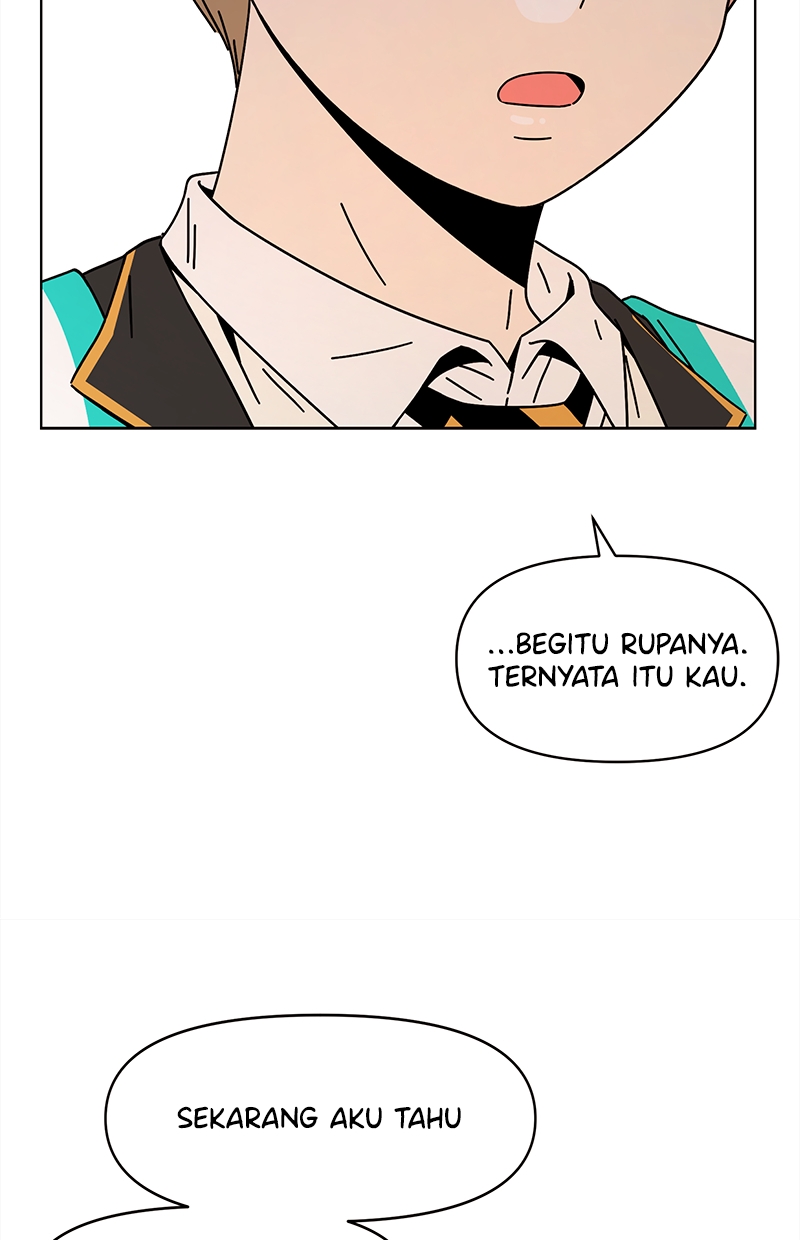 ...BEGITU RUPANYA.
TERNYATA ITU KAU.
SEKARANG AKU TAHU